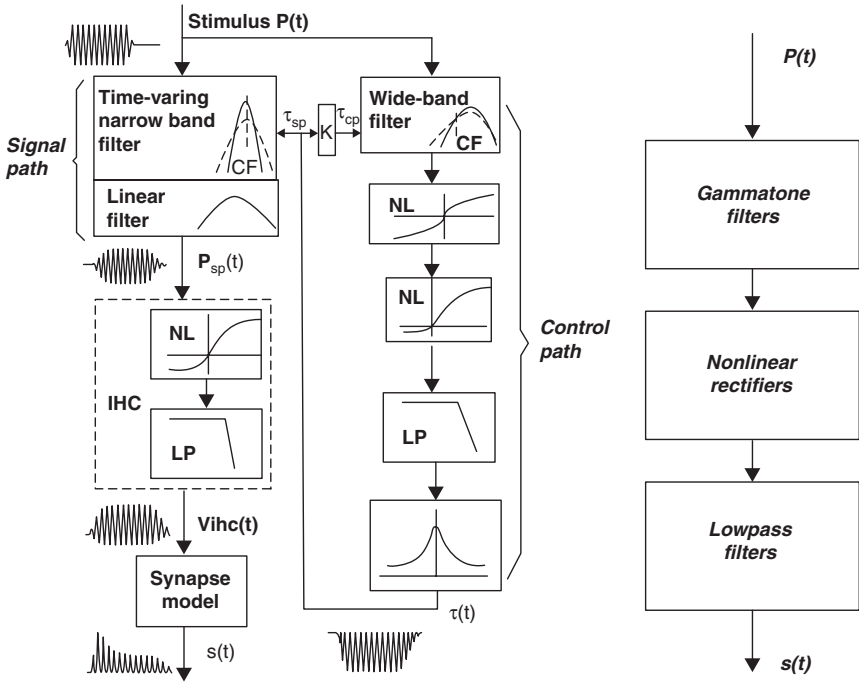 Stimulus P(t)
Time-varing
narrow band
filter
CF
τsp
K
τcp
Wide-band
filter
CF
P(t)
Signal
path
Linear
filter
NL
Gammatone
filters
Psp(t)
NL
Control
path
NL
IHC
LP
LP
Nonlinear
rectifiers
Vihc(t)
Synapse
model
Lowpass
filters
τ(t)
s(t)
s(t)